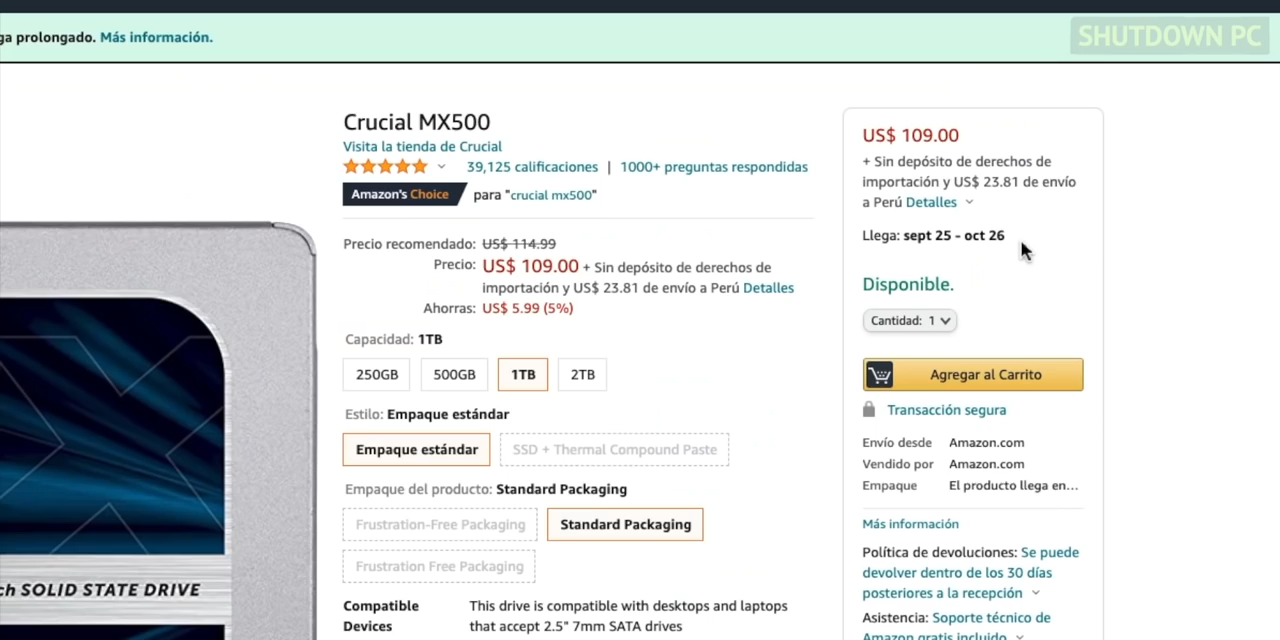 ga prolongado. Más información.
SHUTDOWN PC
Crucial MX500
Visita la tienda de Crucial
39,125 calificaciones | 1000+ preguntas respondidas
Amazon's Choice para "crucial mx500"
Precio recomendado: US$ 114.99
Precio: US$ 109.00 + Sin depósito de derechos de
importación y US$ 23.81 de envío a Perú Detalles
Ahorras: US$ 5.99 (5%)
Capacidad: 1TB
250GB 500GB 1TB 2TB
Estilo: Empaque estándar
Empaque estándar SSD + Thermal Compound Paste
Empaque del producto: Standard Packaging
Frustration-Free Packaging Standard Packaging
Frustration Free Packaging
Compatible This drive is compatible with desktops and laptops
Devices that accept 2.5" 7mm SATA drives
US$ 109.00
+ Sin depósito de derechos de
importación y US$ 23.81 de envío
a Perú Detalles
Llega: sept 25 - oct 26
Disponible.
Cantidad: 1
Agregar al Carrito
Transacción segura
Envío desde Amazon.com
Vendido por Amazon.com
Empaque El producto llega en...
Más información
Política de devoluciones: Se puede
devolver dentro de los 30 días
posteriores a la recepción
Asistencia: Soporte técnico de
Amazon gratis incluido
ch SOLID STATE DRIVE